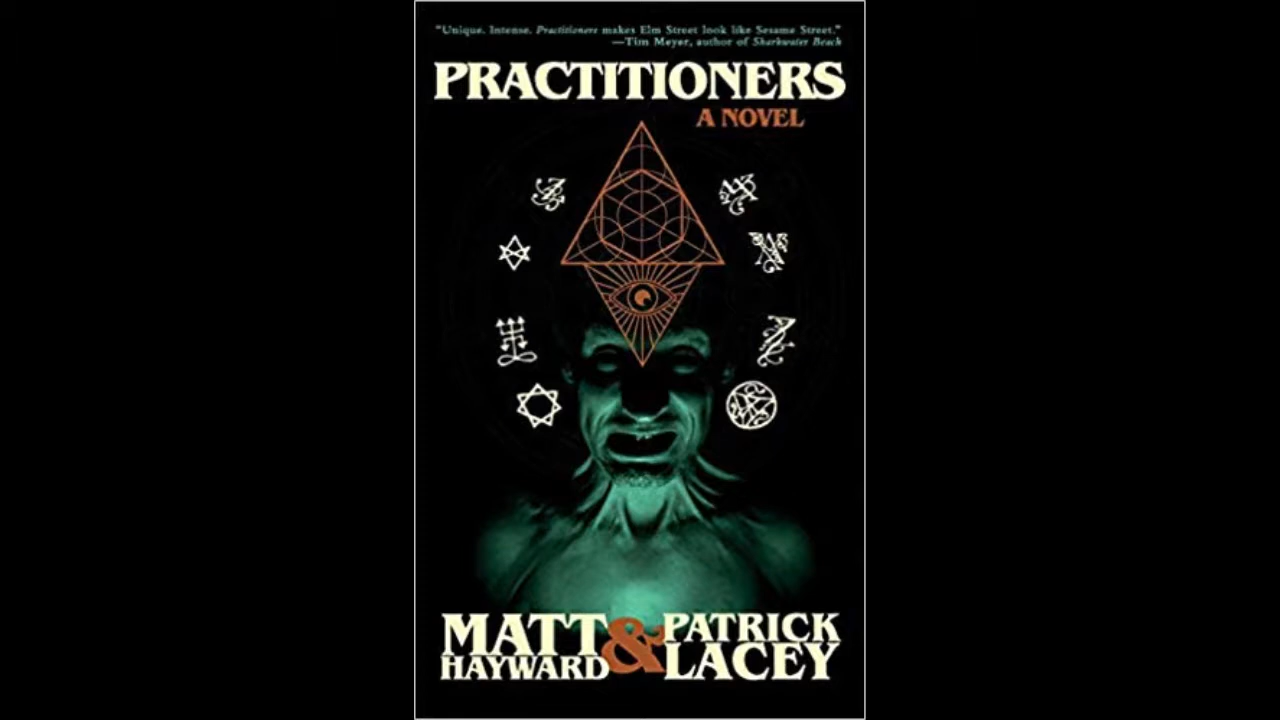 "Unique. Intense. Practitioners makes Elm Street look like Sesame Street."
—Tim Meyer, author of Sharkwater Beach
PRACTITIONERS
A NOVEL
MATT HAYWARD & PATRICK LACEY